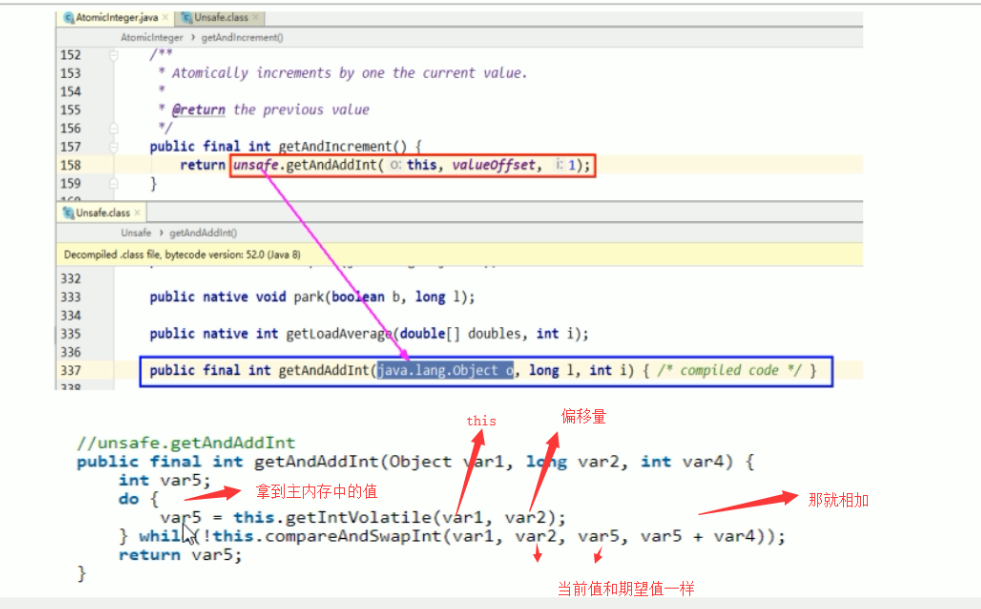 AtomicInteger.java × Unsafe.class ×
AtomicInteger › getAndIncrement()
152 /**
153 * Atomically increments by one the current value.
154 *
155 * @return the previous value
156 */
157 public final int getAndIncrement() {
158 return unsafe.getAndAddInt( o: this, valueOffset, i: 1);
159 }
Unsafe.class ×
Unsafe › getAndAddInt()
Decompiled .class file, bytecode version: 52.0 (Java 8)
332
333 public native void park(boolean b, long l);
334
335 public native int getLoadAverage(double[] doubles, int i);
336
337 public final int getAndAddInt(java.lang.Object o, long l, int i) { /* compiled code */ }
338
this
偏移量
//unsafe.getAndAddInt
public final int getAndAddInt(Object var1, long var2, int var4) {
int var5;
do {
拿到主内存中的值
那就相加
var5 = this.getIntVolatile(var1, var2);
} while(!this.compareAndSwapInt(var1, var2, var5, var5 + var4));
return var5;
}
当前值和期望值一样